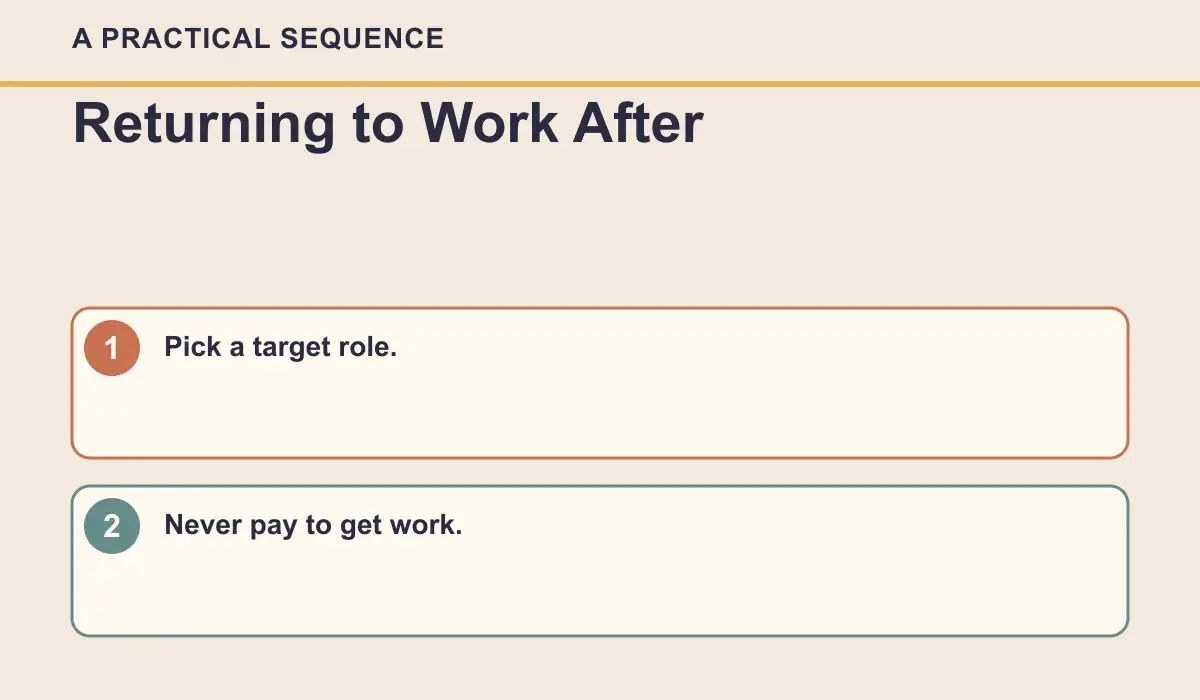 A PRACTICAL SEQUENCE
Returning to Work After
1
Pick a target role.
2
Never pay to get work.